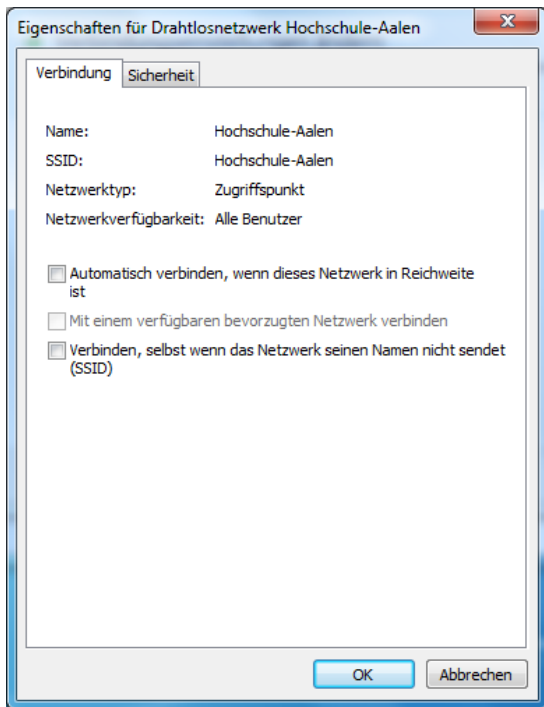 Eigenschaften für Drahtlosnetzwerk Hochschule-Aalen
Verbindung Sicherheit
Name: Hochschule-Aalen
SSID: Hochschule-Aalen
Netzwerktyp: Zugriffspunkt
Netzwerkverfügbarkeit: Alle Benutzer
Automatisch verbinden, wenn dieses Netzwerk in Reichweite
ist
Mit einem verfügbaren bevorzugten Netzwerk verbinden
Verbinden, selbst wenn das Netzwerk seinen Namen nicht sendet
(SSID)
OK Abbrechen